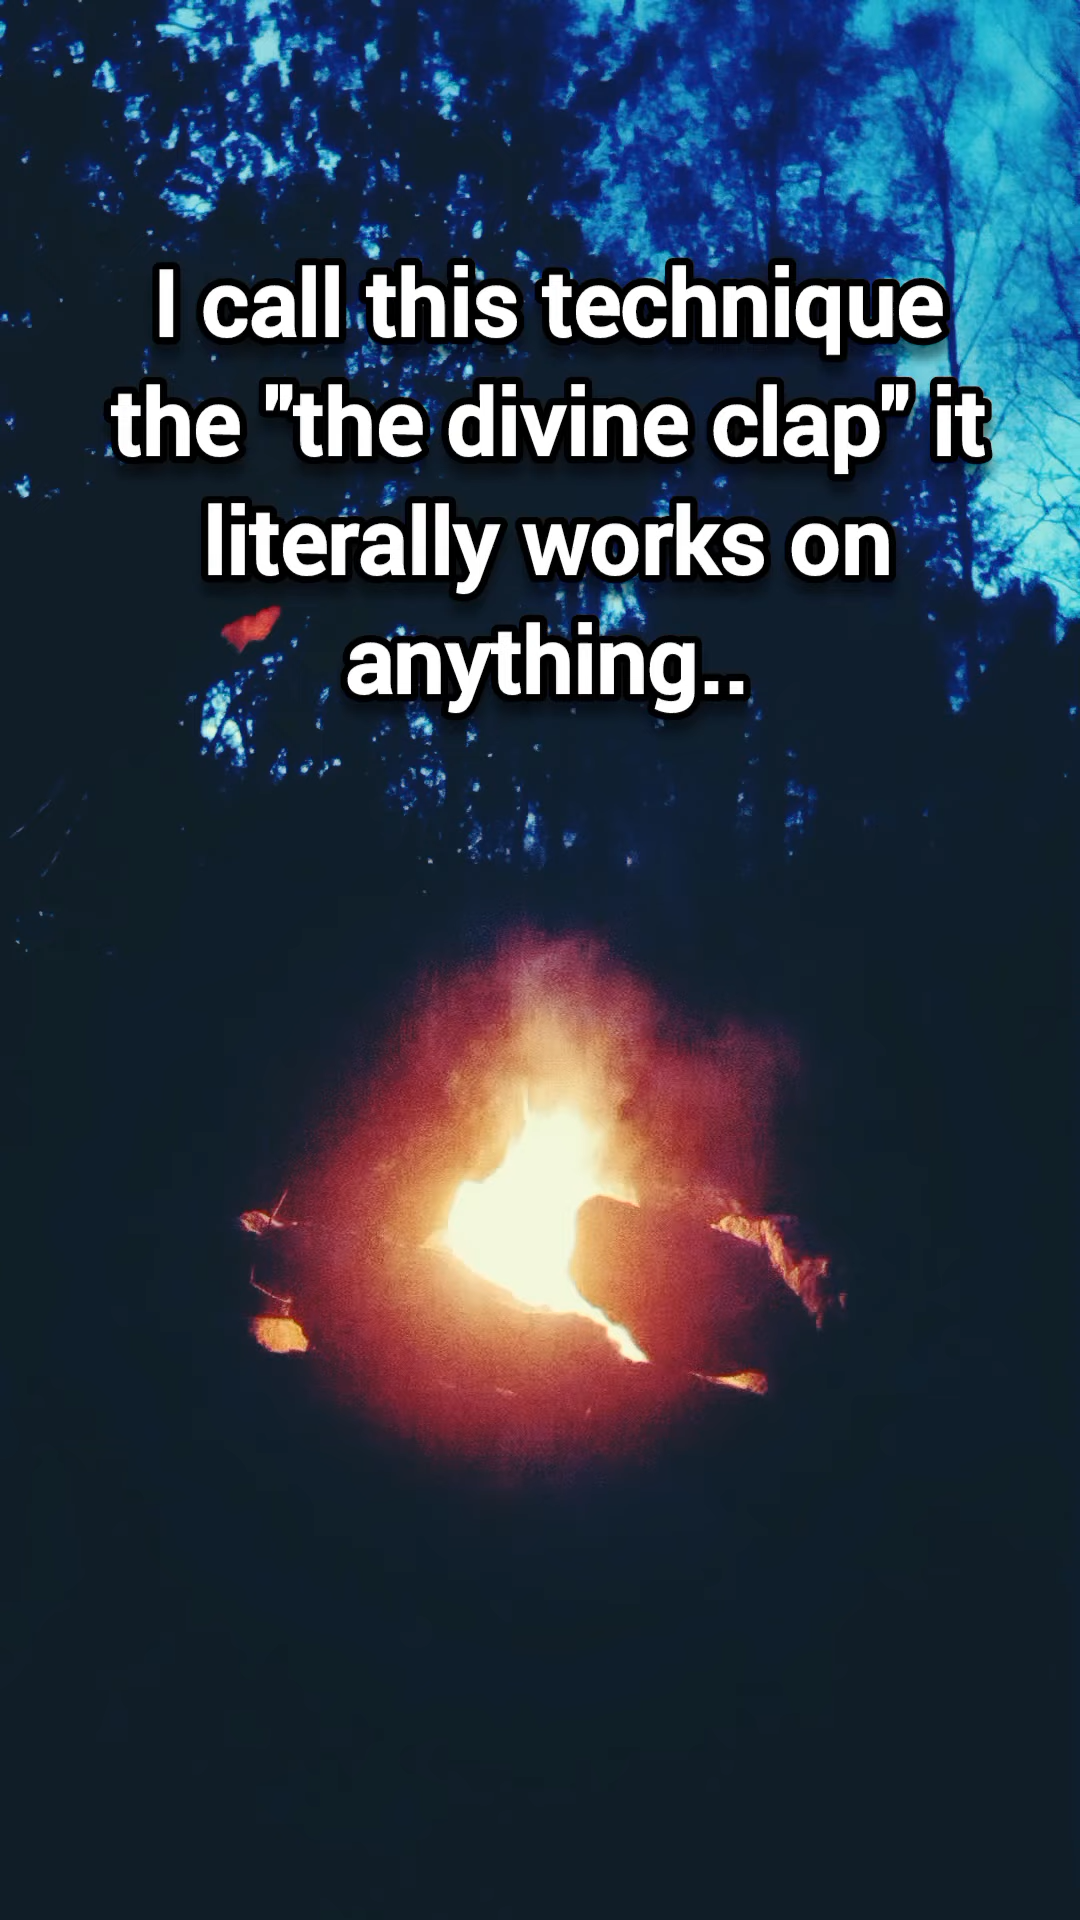 I call this technique
the "the divine clap" it
literally works on
anything..